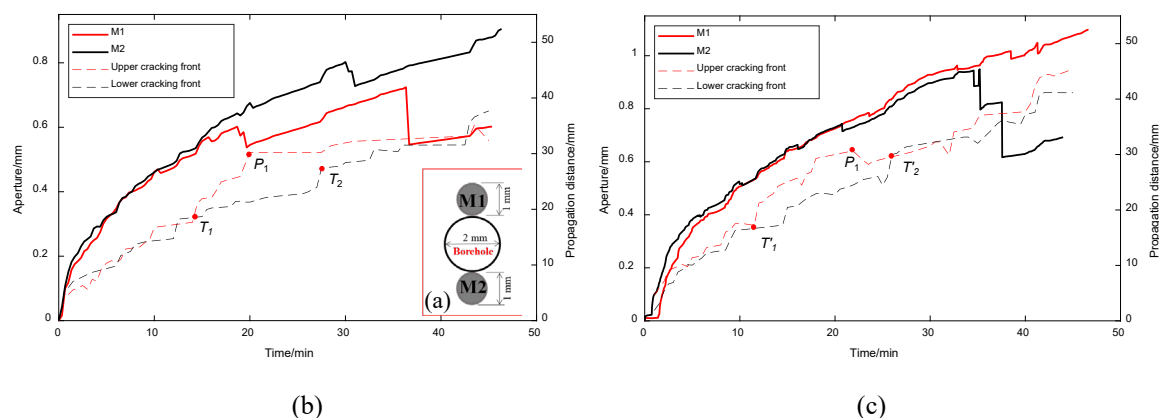 M1
M2
Upper cracking front
Lower cracking front
Aperture/mm
0.8
0.6
0.4
0.2
0
50
40
30
20
10
0
Propagation distance/mm
P1
T2
T1
M1
1 mm
2 mm
Borehole
M2
1 mm
(a)
0 10 20 30 40 50
Time/min
(b)
M1
M2
Upper cracking front
Lower cracking front
Aperture/mm
1
0.8
0.6
0.4
0.2
0
50
40
30
20
10
0
Propagation distance/mm
P1
T'2
T'1
0 10 20 30 40 50
Time/min
(c)